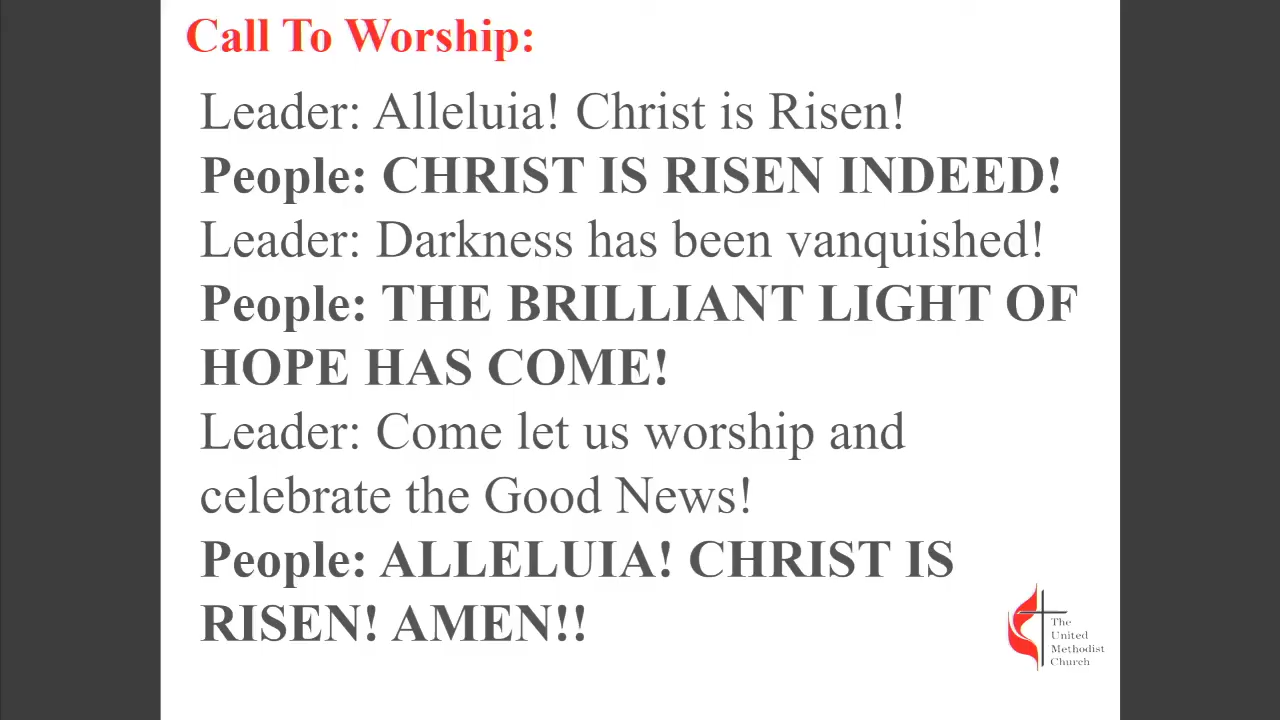 Call To Worship:
Leader: Alleluia! Christ is Risen!
People: CHRIST IS RISEN INDEED!
Leader: Darkness has been vanquished!
People: THE BRILLIANT LIGHT OF
HOPE HAS COME!
Leader: Come let us worship and
celebrate the Good News!
People: ALLELUIA! CHRIST IS
RISEN! AMEN!!
The
United
Methodist
Church